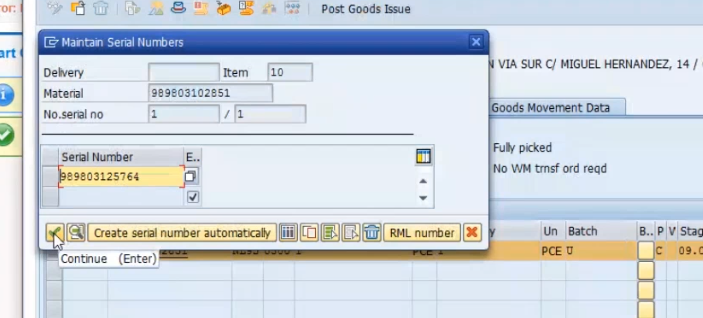 ror:
Post Goods Issue
Maintain Serial Numbers
art
N VIA SUR C/ MIGUEL HERNANDEZ, 14 /
Delivery Item 10
Material 989803102851
No.serial no 1 / 1
Goods Movement Data
Serial Number E..
Fully picked
989803125764
No WM trnsf ord reqd
Create serial number automatically RML number
y Un Batch B.. P V Stag
PCE U C 09.0
Continue (Enter)